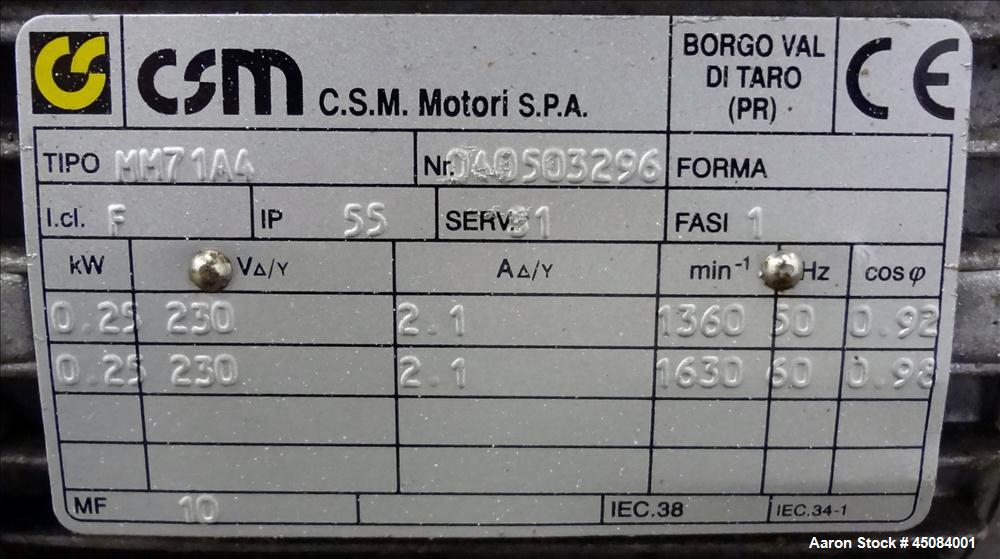 CS csm C.S.M. Motori S.P.A. BORGO VAL DI TARO (PR) CE
TIPO MM71A4 Nr. 040503296 FORMA
I.cl. F IP 55 SERV. S1 FASI 1
kW V△/Y A△/Y min⁻¹ Hz cos φ
0.25 230 2.1 1360 50 0.92
0.25 230 2.1 1630 60 0.98
MF 10 IEC.38 IEC.34-1
Aaron Stock # 45084001